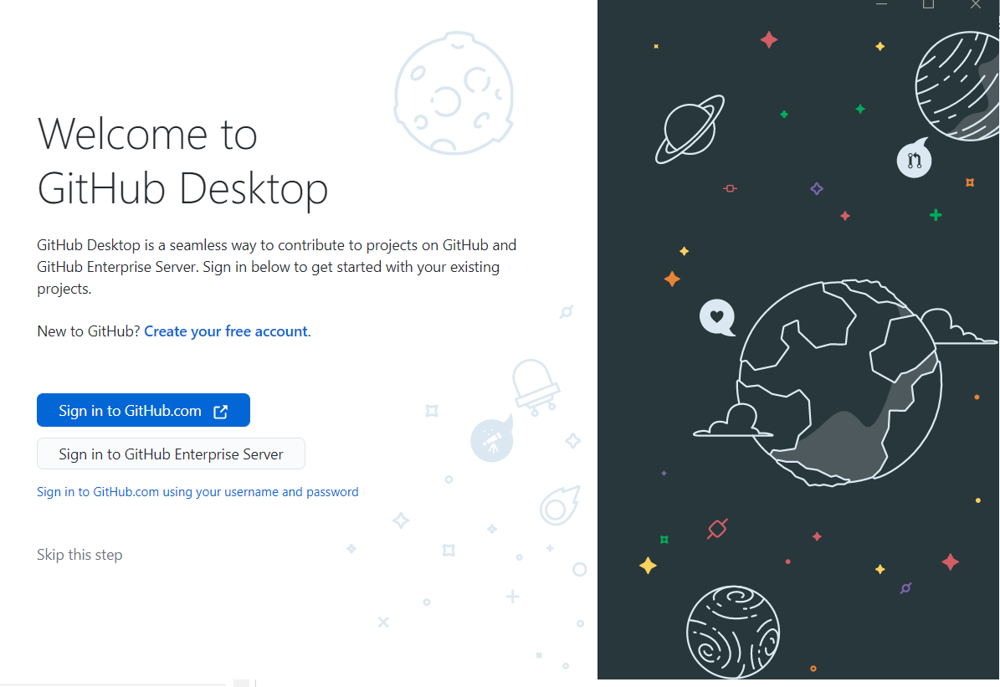 Welcome to
GitHub Desktop
GitHub Desktop is a seamless way to contribute to projects on GitHub and
GitHub Enterprise Server. Sign in below to get started with your existing
projects.
New to GitHub? Create your free account.
Sign in to GitHub.com
Sign in to GitHub Enterprise Server
Sign in to GitHub.com using your username and password
Skip this step